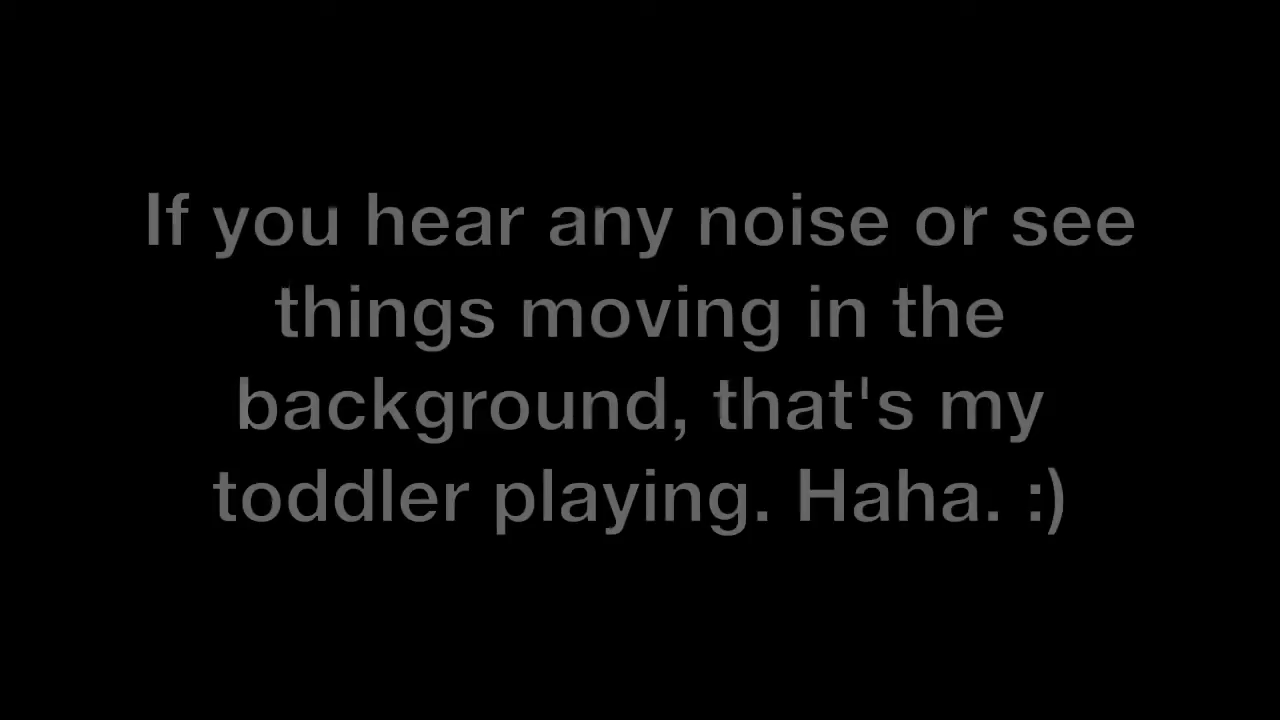 If you hear any noise or see
things moving in the
background, that's my
toddler playing. Haha. :)